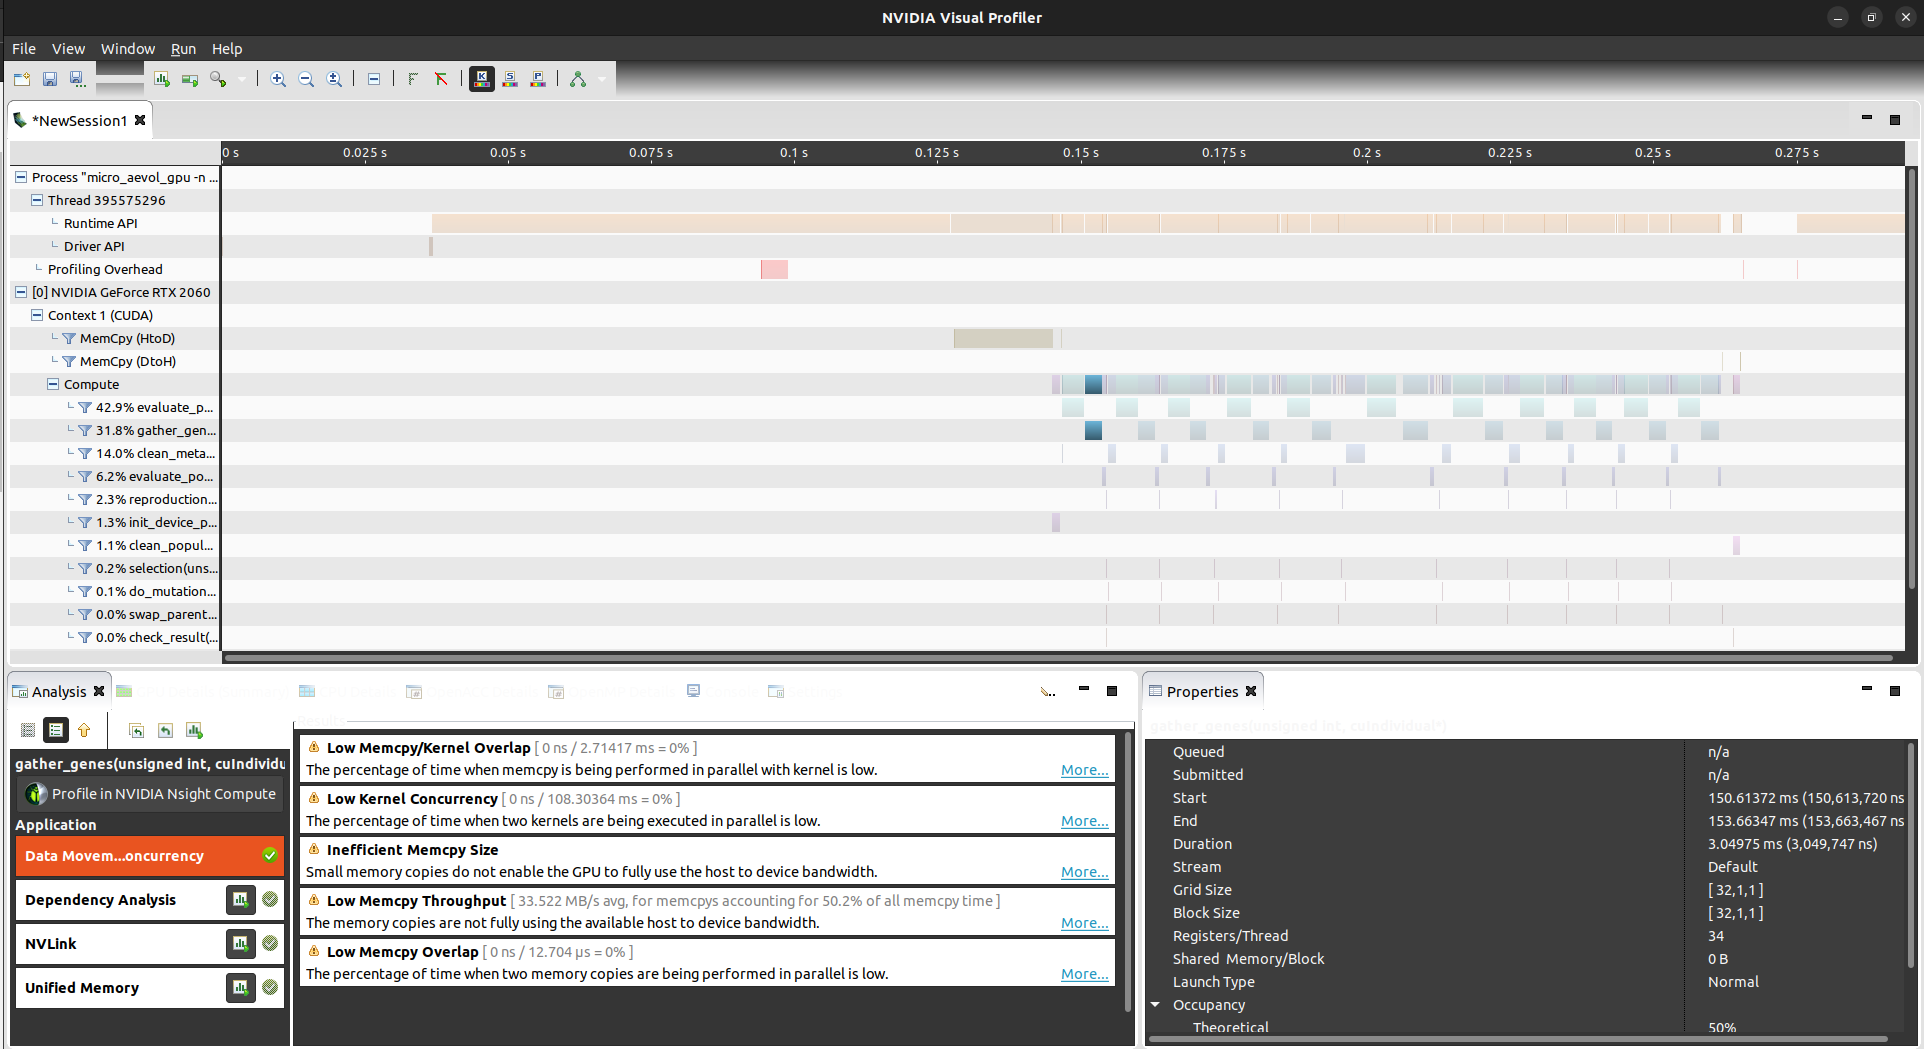 NVIDIA Visual Profiler
File View Window Run Help
*NewSession1
0 s 0.025 s 0.05 s 0.075 s 0.1 s 0.125 s 0.15 s 0.175 s 0.2 s 0.225 s 0.25 s 0.275 s
Process "micro_aevol_gpu -n ...
Thread 395575296
Runtime API
Driver API
Profiling Overhead
[0] NVIDIA GeForce RTX 2060
Context 1 (CUDA)
MemCpy (HtoD)
MemCpy (DtoH)
Compute
42.9% evaluate_p...
31.8% gather_gen...
14.0% clean_meta...
6.2% evaluate_po...
2.3% reproduction...
1.3% init_device_p...
1.1% clean_popul...
0.2% selection(uns...
0.1% do_mutation...
0.0% swap_parent...
0.0% check_result(...
Analysis
gather_genes(unsigned int, cuIndividu
Profile in NVIDIA Nsight Compute
Application
Data Movem...oncurrency
Dependency Analysis
NVLink
Unified Memory
Results
Low Memcpy/Kernel Overlap [ 0 ns / 2.71417 ms = 0% ]
The percentage of time when memcpy is being performed in parallel with kernel is low. More...
Low Kernel Concurrency [ 0 ns / 108.30364 ms = 0% ]
The percentage of time when two kernels are being executed in parallel is low. More...
Inefficient Memcpy Size
Small memory copies do not enable the GPU to fully use the host to device bandwidth. More...
Low Memcpy Throughput [ 33.522 MB/s avg, for memcpys accounting for 50.2% of all memcpy time ]
The memory copies are not fully using the available host to device bandwidth. More...
Low Memcpy Overlap [ 0 ns / 12.704 µs = 0% ]
The percentage of time when two memory copies are being performed in parallel is low. More...
Properties
gather_genes(unsigned int, cuIndividual*)
Queued n/a
Submitted n/a
Start 150.61372 ms (150,613,720 ns
End 153.66347 ms (153,663,467 ns
Duration 3.04975 ms (3,049,747 ns)
Stream Default
Grid Size [ 32,1,1 ]
Block Size [ 32,1,1 ]
Registers/Thread 34
Shared Memory/Block 0 B
Launch Type Normal
Occupancy
Theoretical 50%